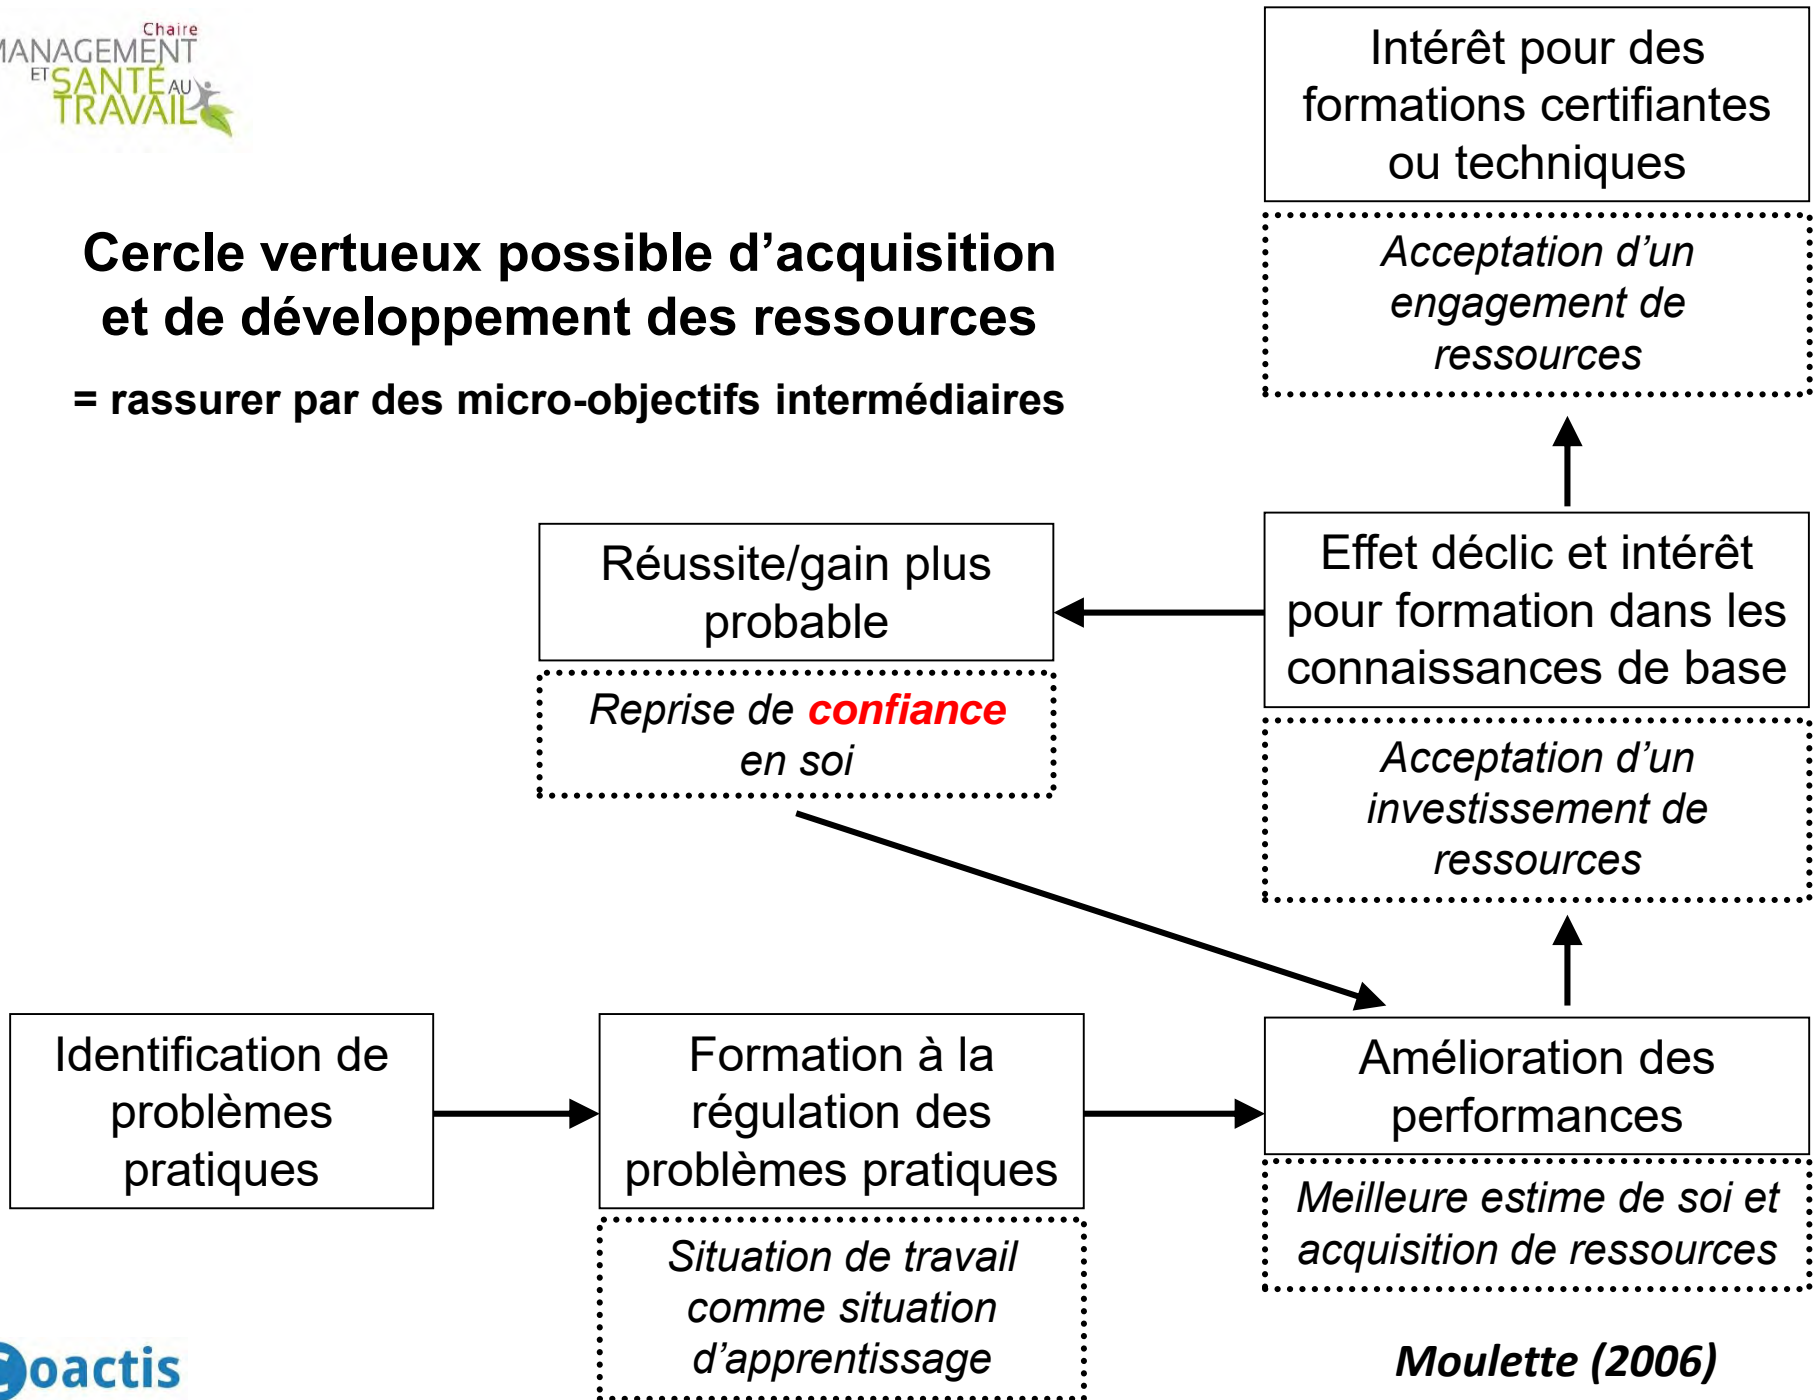 Chaire
MANAGEMENT
ET SANTÉ AU
TRAVAIL
Cercle vertueux possible d’acquisition
et de développement des ressources
= rassurer par des micro-objectifs intermédiaires
Intérêt pour des
formations certifiantes
ou techniques
Acceptation d’un
engagement de
ressources
Réussite/gain plus
probable
Reprise de confiance
en soi
Effet déclic et intérêt
pour formation dans les
connaissances de base
Acceptation d’un
investissement de
ressources
Identification de
problèmes
pratiques
Formation à la
régulation des
problèmes pratiques
Situation de travail
comme situation
d’apprentissage
Amélioration des
performances
Meilleure estime de soi et
acquisition de ressources
Coactis
Moulette (2006)